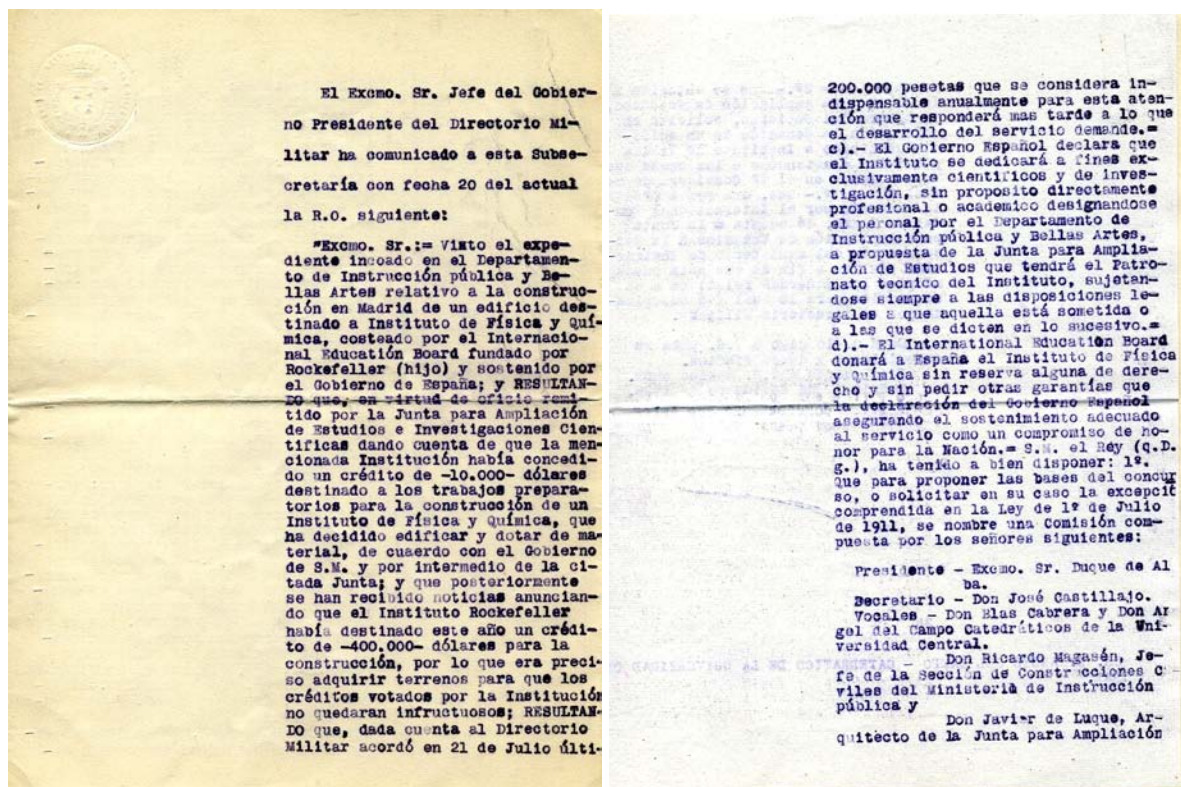 El Excmo. Sr. Jefe del Gobier-
no Presidente del Directorio Mi-
litar ha comunicado a esta Subse-
cretaría con fecha 20 del actual
la R.O. siguiente:
"Excmo. Sr.:= Visto el expe-
diente incoado en el Departamen-
to de Instrucción pública y Be-
llas Artes relativo a la construc-
ción en Madrid de un edificio des-
tinado a Instituto de Física y Quí-
mica, costeado por el Internacio-
nal Educatión Board fundado por
Rockefeller (hijo) y sostenido por
el Gobierno de España; y RESULTAN-
DO que, en virtud de oficio remi-
tido por la Junta para Ampliación
de Estudios e Investigaciones Cien-
tificas dando cuenta de que la men-
cionada Institución había concedi-
do un crédito de -10.000- dólares
destinado a los trabajos prepara-
torios para la construcción de un
Instituto de Física y Química, que
ha decidido edificar y dotar de ma-
terial, de cuaerdo con el Gobierno
de S.M. y por intermedio de la ci-
tada Junta; y que posteriormente
se han recibido noticias anuncian-
do que el Instituto Rockefeller
había destinado este año un crédi-
to de -400.000- dólares para la
construcción, por lo que era preci-
so adquirir terrenos para que los
créditos votados por la Institución
no quedaran infructuosos; RESULTAN-
DO que, dada cuenta al Directorio
Militar acordó en 21 de Julio últi-
200.000 pesetas que se considera in-
dispensable anualmente para esta aten-
ción que responderá mas tarde a lo que
el desarrollo del servicio demande.=
c).- El Gobierno Español declara que
el Instituto se dedicará a fines ex-
clusivamente cientificos y de inves-
tigación, sin proposito directamente
profesional o academico designandose
el peronal por el Departamento de
Instrucción pública y Bellas Artes,
a propuesta de la Junta para Amplia-
ción de Estudios que tendrá el Patro-
nato tecnico del Instituto, sujetan-
dose siempre a las disposiciones le-
gales a que aquella está sometida o
a las que se dicten en lo sucesivo.=
d).- El International Educatión Board
donará a España el Instituto de Física
y Química sin reserva alguna de dere-
cho y sin pedir otras garantías que
la declaración del Gobierno Español
asegurando el sostenimiento adecuado
al servicio como un compromiso de ho-
nor para la Nación.= S.M. el Rey (q.D.
g.), ha tenido a bien disponer: 1º.
Que para proponer las bases del concur
so, o solicitar en su caso la excepció
comprendida en la Ley de 1º de Julio
de 1911, se nombre una Comisión com-
puesta por los señores siguientes:
Presidente - Excmo. Sr. Duque de Al
ba.
Secretario - Don José Castillajo.
Vocales - Don Blas Cabrera y Don An
gel del Campo Catedráticos de la Uni-
versidad Central.
Don Ricardo Magasén, Je-
fe de la Sección de Construcciones C
viles del Ministerio de Instrucción
pública y
Don Javier de Luque, Ar-
quitecto de la Junta para Ampliación